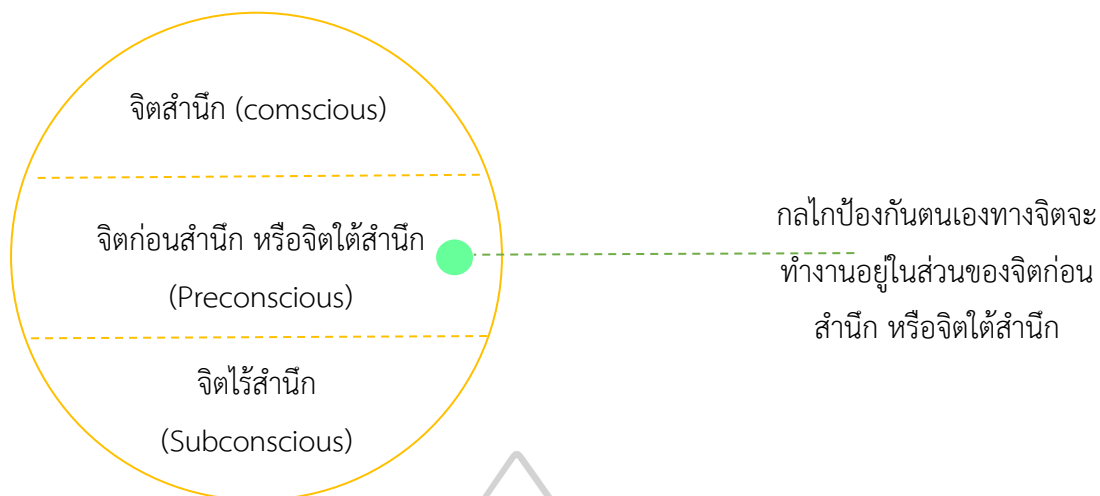 จิตสำนึก (comscious)
จิตก่อนสำนึก หรือจิตใต้สำนึก
(Preconscious)
จิตไร้สำนึก
(Subconscious)
กลไกป้องกันตนเองทางจิตจะ
ทำงานอยู่ในส่วนของจิตก่อน
สำนึก หรือจิตใต้สำนึก